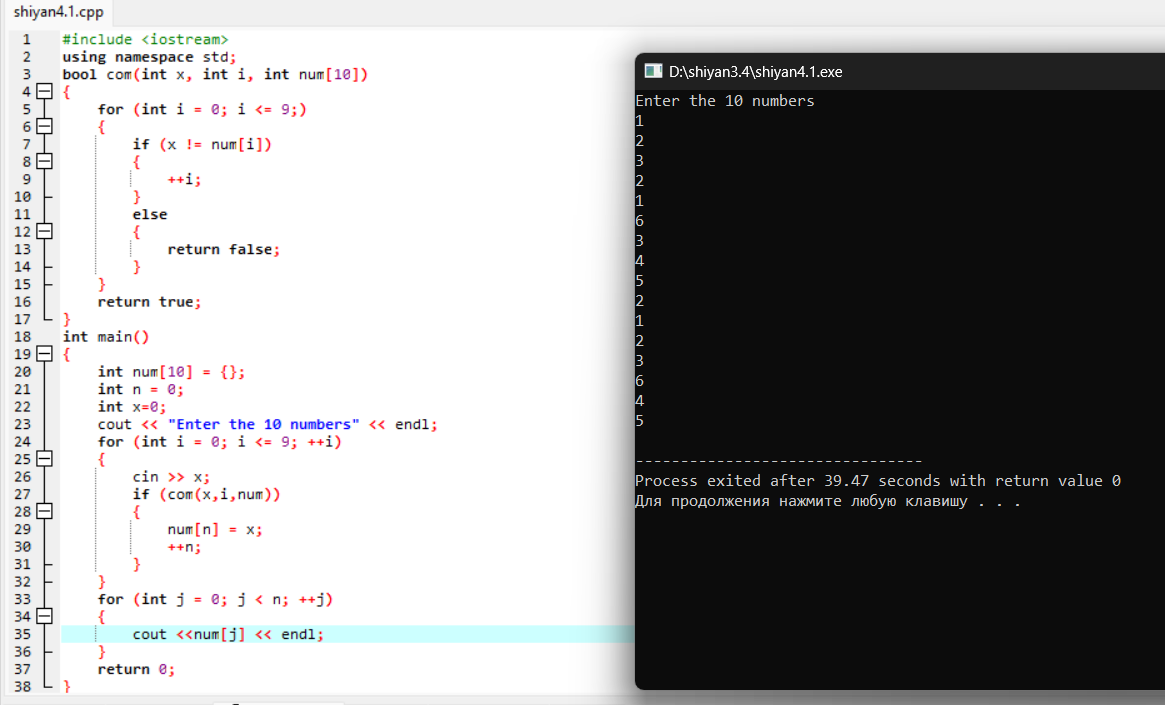 shiyan4.1.cpp
1 #include <iostream>
2 using namespace std;
3 bool com(int x, int i, int num[10])
4 {
5 for (int i = 0; i <= 9;)
6 {
7 if (x != num[i])
8 {
9 ++i;
10 }
11 else
12 {
13 return false;
14 }
15 }
16 return true;
17 }
18 int main()
19 {
20 int num[10] = {};
21 int n = 0;
22 int x=0;
23 cout << "Enter the 10 numbers" << endl;
24 for (int i = 0; i <= 9; ++i)
25 {
26 cin >> x;
27 if (com(x,i,num))
28 {
29 num[n] = x;
30 ++n;
31 }
32 }
33 for (int j = 0; j < n; ++j)
34 {
35 cout <<num[j] << endl;
36 }
37 return 0;
38 }
D:\shiyan3.4\shiyan4.1.exe
Enter the 10 numbers
1
2
3
2
1
6
3
4
5
2
1
2
3
6
4
5
--------------------------------
Process exited after 39.47 seconds with return value 0
Для продолжения нажмите любую клавишу . . .